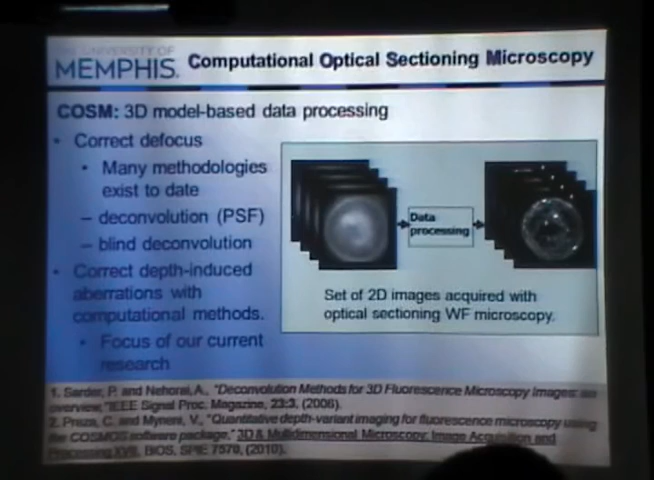 THE UNIVERSITY OF
MEMPHIS.
Computational Optical Sectioning Microscopy
COSM: 3D model-based data processing
• Correct defocus
• Many methodologies
exist to date
– deconvolution (PSF)
– blind deconvolution
• Correct depth-induced
aberrations with
computational methods.
• Focus of our current
research
Data
processing
Set of 2D images acquired with
optical sectioning WF microscopy.
1. Sarder, P. and Nehorai, A., "Deconvolution Methods for 3D Fluorescence Microscopy Images: an
overview," IEEE Signal Proc. Magazine, 23:3, (2006).
2. Preza, C. and Myneni, V., "Quantitative depth-variant imaging for fluorescence microscopy using
the COSMOS software package," 3D & Multidimensional Microscopy: Image Acquisition and
Processing XVII, BIOS, SPIE 7570, (2010).